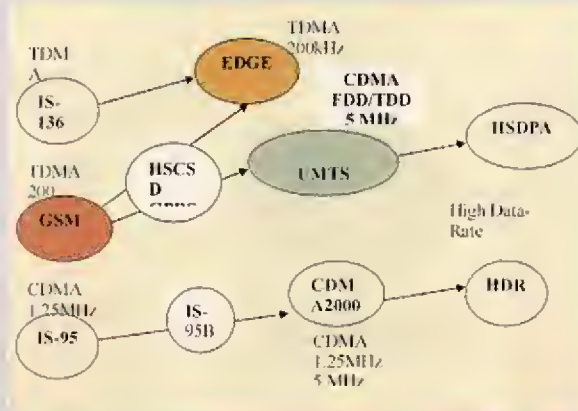 TDMA
200kHz
TDM
A
EDGE
CDMA
FDD/TDD
5 MHz
IS-
136
HSDPA
HSCS
D
UMTS
TDMA
200
GSM
High Data-
Rate
CDMA
1.25MHz
CDM
A2000
HDR
IS-
95B
IS-95
CDMA
1.25MHz
5 MHz